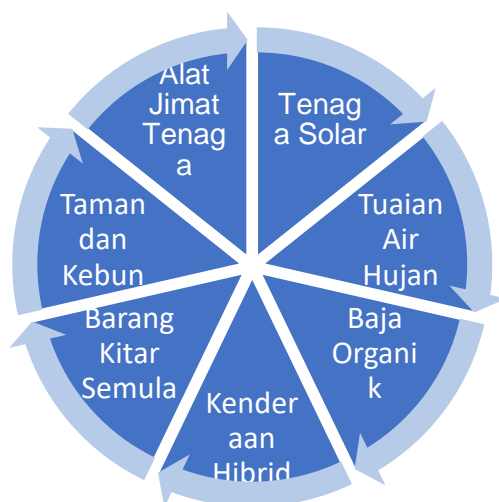 Tenag
a Solar
Tuaian
Air
Hujan
Baja
Organi
k
Kender
aan
Hibrid
Barang
Kitar
Semula
Taman
dan
Kebun
Alat
Jimat
Tenag
a